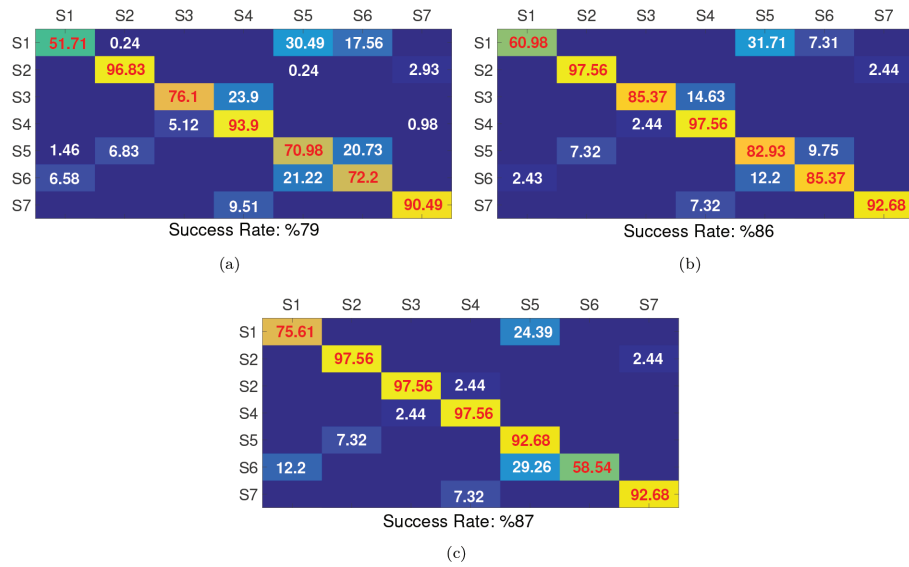 S1 S2 S3 S4 S5 S6 S7
S1 51.71 0.24 30.49 17.56
S2 96.83 0.24 2.93
S3 76.1 23.9
S4 5.12 93.9 0.98
S5 1.46 6.83 70.98 20.73
S6 6.58 21.22 72.2
S7 9.51 90.49
Success Rate: %79
(a)
S1 S2 S3 S4 S5 S6 S7
S1 60.98 31.71 7.31
S2 97.56 2.44
S3 85.37 14.63
S4 2.44 97.56
S5 7.32 82.93 9.75
S6 2.43 12.2 85.37
S7 7.32 92.68
Success Rate: %86
(b)
S1 S2 S3 S4 S5 S6 S7
S1 75.61 24.39
S2 97.56 2.44
S2 97.56 2.44
S4 2.44 97.56
S5 7.32 92.68
S6 12.2 29.26 58.54
S7 7.32 92.68
Success Rate: %87
(c)